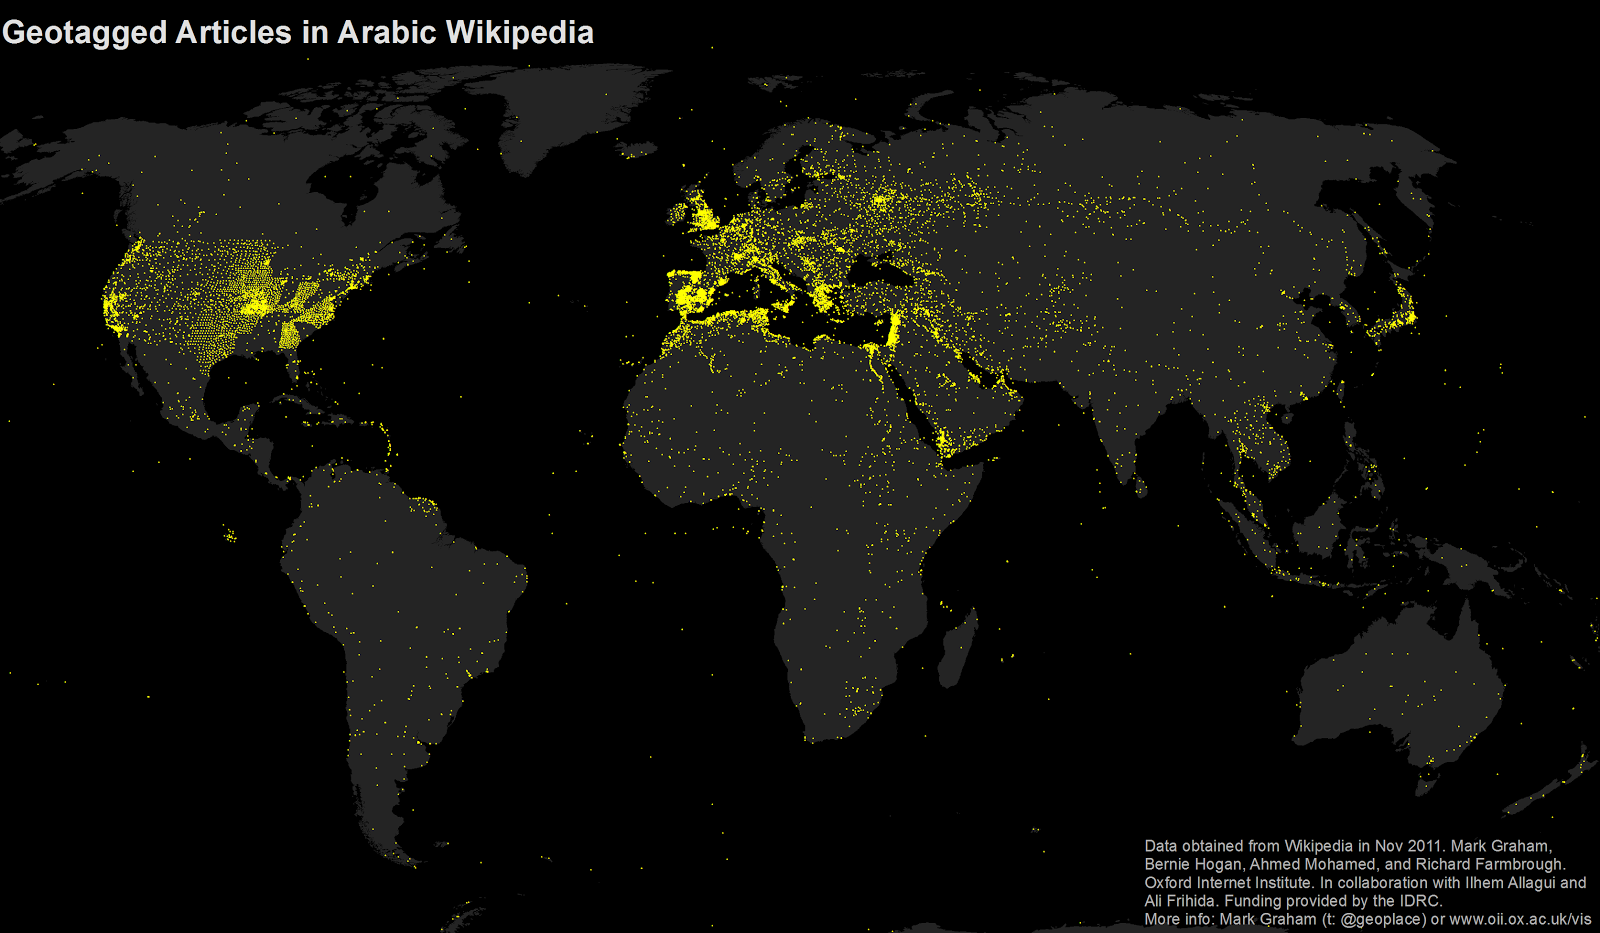 Geotagged Articles in Arabic Wikipedia
Data obtained from Wikipedia in Nov 2011. Mark Graham,
Bernie Hogan, Ahmed Mohamed, and Richard Farmbrough.
Oxford Internet Institute. In collaboration with Ilhem Allagui and
Ali Frihida. Funding provided by the IDRC.
More info: Mark Graham (t: @geoplace) or www.oii.ox.ac.uk/vis